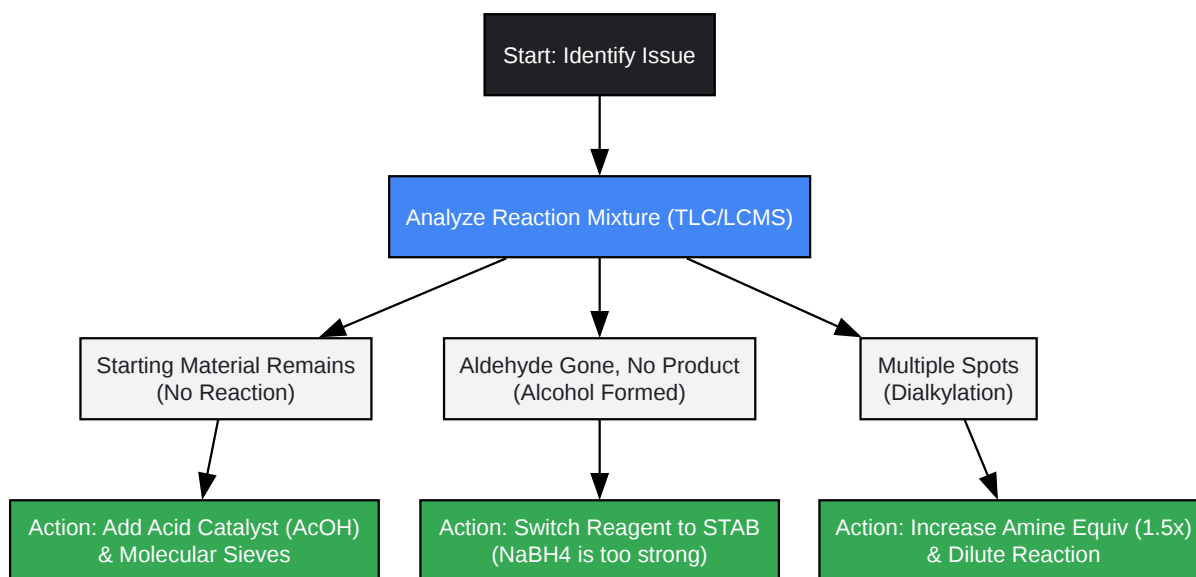 Start: Identify Issue
Analyze Reaction Mixture (TLC/LCMS)
Starting Material Remains
(No Reaction)
Aldehyde Gone, No Product
(Alcohol Formed)
Multiple Spots
(Dialkylation)
Action: Add Acid Catalyst (AcOH)
& Molecular Sieves
Action: Switch Reagent to STAB
(NaBH4 is too strong)
Action: Increase Amine Equiv (1.5x)
& Dilute Reaction